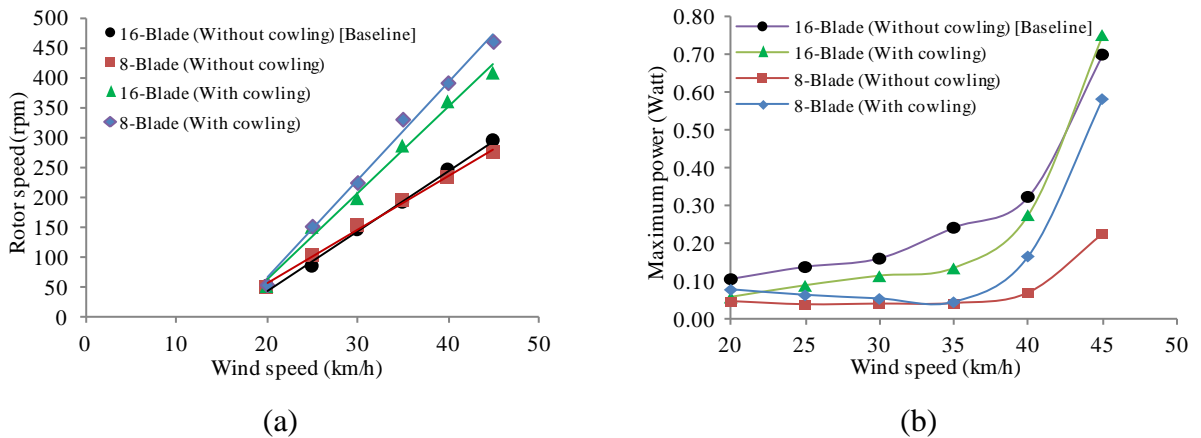 500
450
400
350
300
250
200
150
100
50
0
Rotor speed (rpm)
16-Blade (Without cowling) [Baseline]
8-Blade (Without cowling)
16-Blade (With cowling)
8-Blade (With cowling)
0 10 20 30 40 50
Wind speed (km/h)
(a)
0.80
0.70
0.60
0.50
0.40
0.30
0.20
0.10
0.00
Maximum power (Watt)
16-Blade (Without cowling) [Baseline]
16-Blade (With cowling)
8-Blade (Without cowling)
8-Blade (With cowling)
20 25 30 35 40 45 50
Wind speed (km/h)
(b)